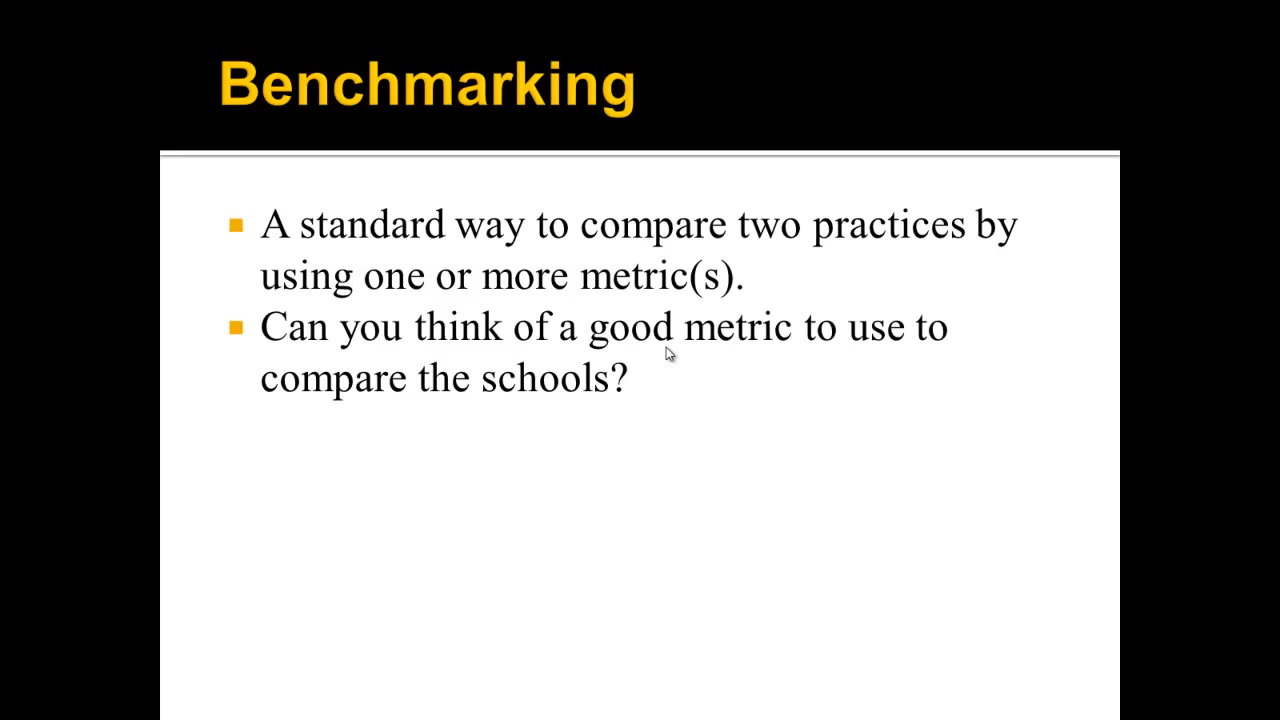 Benchmarking
A standard way to compare two practices by
using one or more metric(s).
Can you think of a good metric to use to
compare the schools?